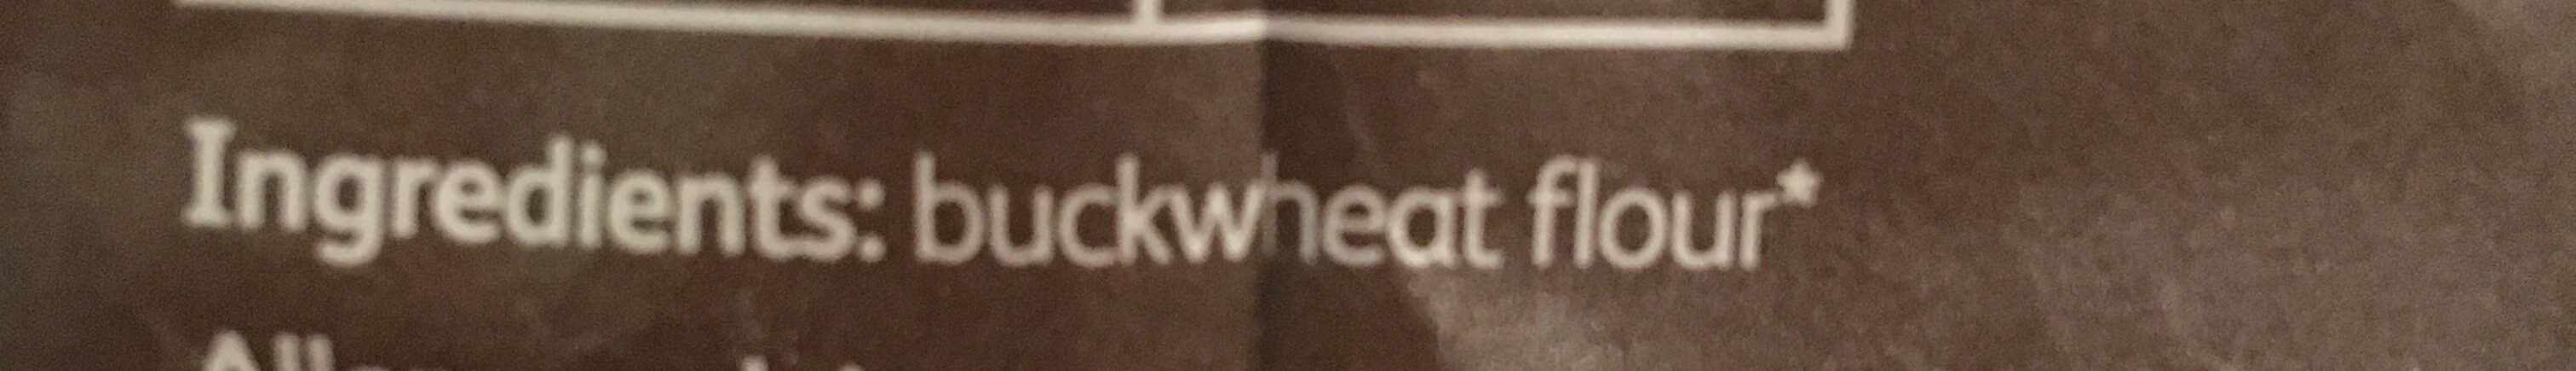 Ingredients: buckwheat flour*